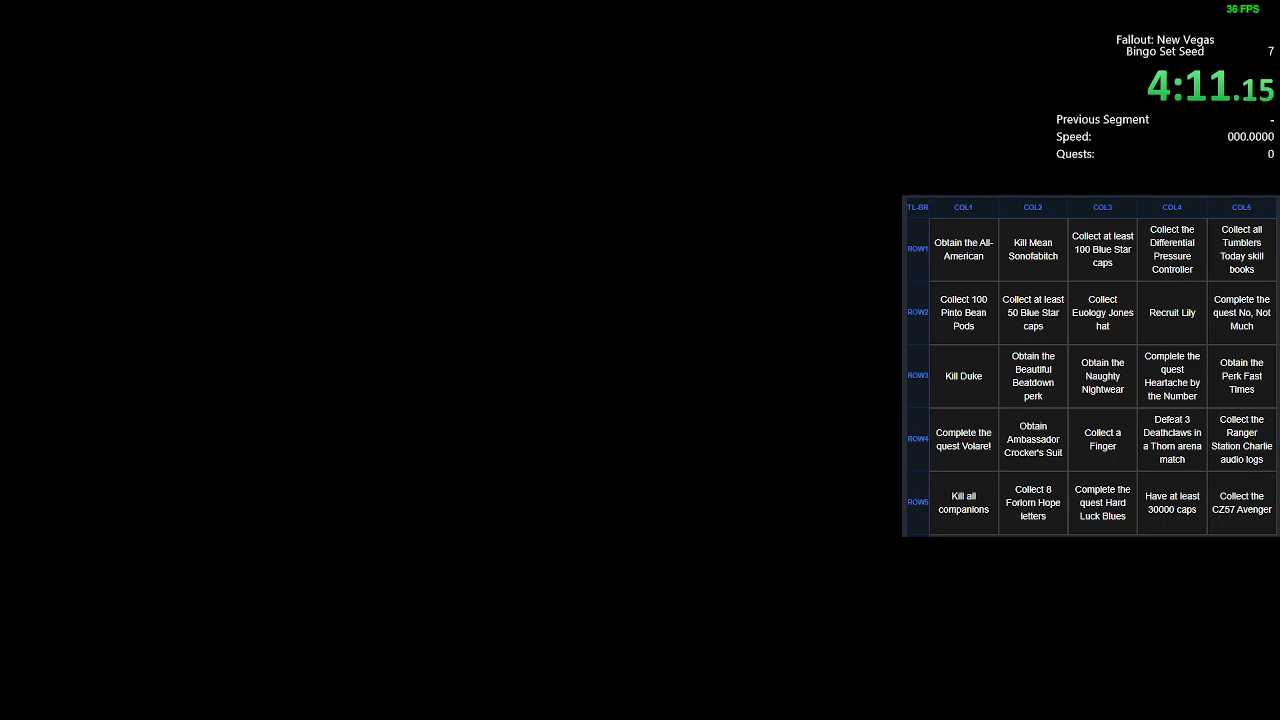 36 FPS
Fallout: New Vegas
Bingo Set Seed 7
4:11.15
Previous Segment -
Speed: 000.0000
Quests: 0
TL-BR COL1 COL2 COL3 COL4 COL5
ROW1
Obtain the All-
American
Kill Mean
Sonofabitch
Collect at least
100 Blue Star
caps
Collect the
Differential
Pressure
Controller
Collect all
Tumblers
Today skill
books
ROW2
Collect 100
Pinto Bean
Pods
Collect at least
50 Blue Star
caps
Collect
Euology Jones
hat
Recruit Lily
Complete the
quest No, Not
Much
ROW3
Kill Duke
Obtain the
Beautiful
Beatdown
perk
Obtain the
Naughty
Nightwear
Complete the
quest
Heartache by
the Number
Obtain the
Perk Fast
Times
ROW4
Complete the
quest Volare!
Obtain
Ambassador
Crocker's Suit
Collect a
Finger
Defeat 3
Deathclaws in
a Thorn arena
match
Collect the
Ranger
Station Charlie
audio logs
ROW5
Kill all
companions
Collect 8
Forlorn Hope
letters
Complete the
quest Hard
Luck Blues
Have at least
30000 caps
Collect the
CZ57 Avenger